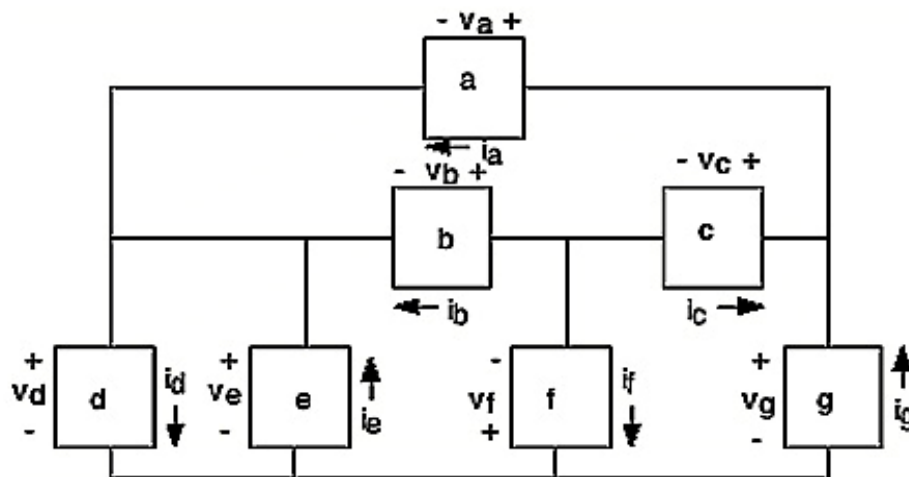 - va +
a
ia
- vb +
- vc +
b
c
ib
ic
+ + - +
vd d id ve e ie vf f if vg g ig
- - + -